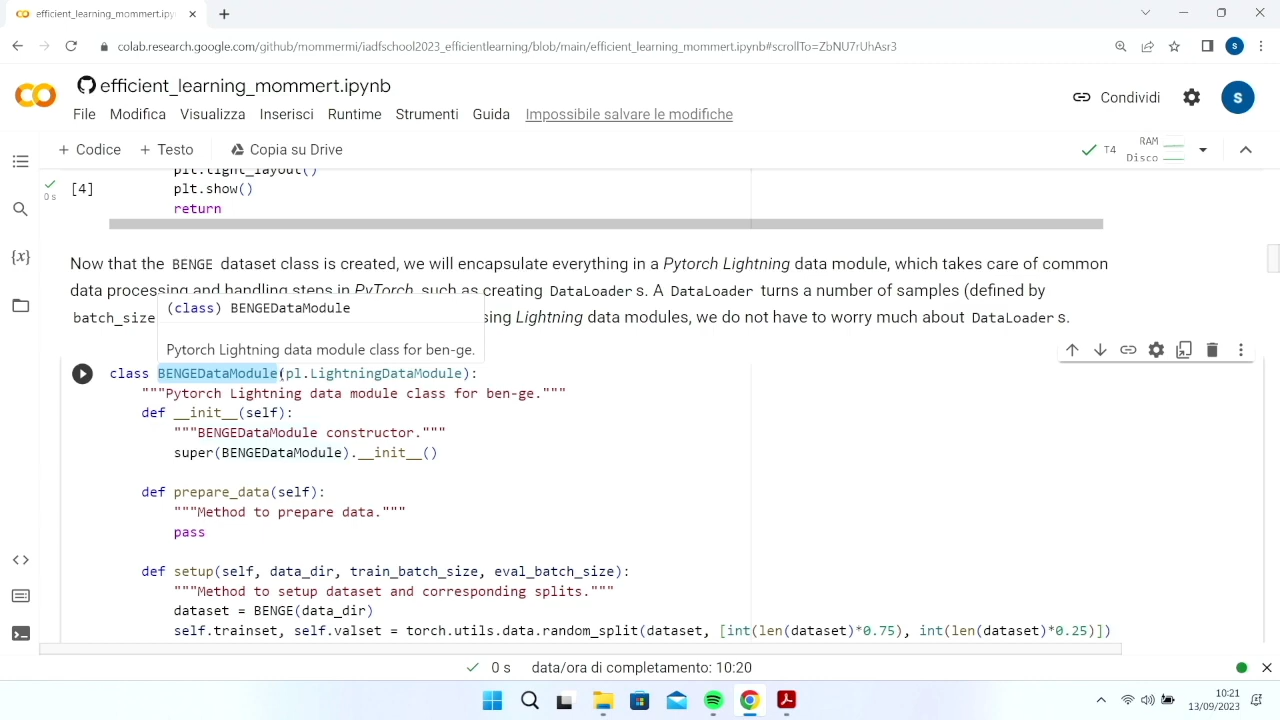 efficient_learning_mommert.ipyn
colab.research.google.com/github/mommermi/iadfschool2023_efficientlearning/blob/main/efficient_learning_mommert.ipynb#scrollTo=ZbNU7rUhAsr3
S
efficient_learning_mommert.ipynb
Condividi
S
File Modifica Visualizza Inserisci Runtime Strumenti Guida Impossibile salvare le modifiche
+ Codice + Testo Copia su Drive
T4 RAM
Disco
plt.tight_layout()
[4] plt.show()
0 s
return
{x}
Now that the BENGE dataset class is created, we will encapsulate everything in a Pytorch Lightning data module, which takes care of common
data processing and handling steps in PyTorch, such as creating DataLoader s. A DataLoader turns a number of samples (defined by
(class) BENGEDataModule
batch_size sing Lightning data modules, we do not have to worry much about DataLoader s.
Pytorch Lightning data module class for ben-ge.
class BENGEDataModule(pl.LightningDataModule):
"""Pytorch Lightning data module class for ben-ge."""
def __init__(self):
"""BENGEDataModule constructor."""
super(BENGEDataModule).__init__()
def prepare_data(self):
"""Method to prepare data."""
pass
def setup(self, data_dir, train_batch_size, eval_batch_size):
"""Method to setup dataset and corresponding splits."""
dataset = BENGE(data_dir)
self.trainset, self.valset = torch.utils.data.random_split(dataset, [int(len(dataset)*0.75), int(len(dataset)*0.25)])
0 s data/ora di completamento: 10:20
10:21
13/09/2023